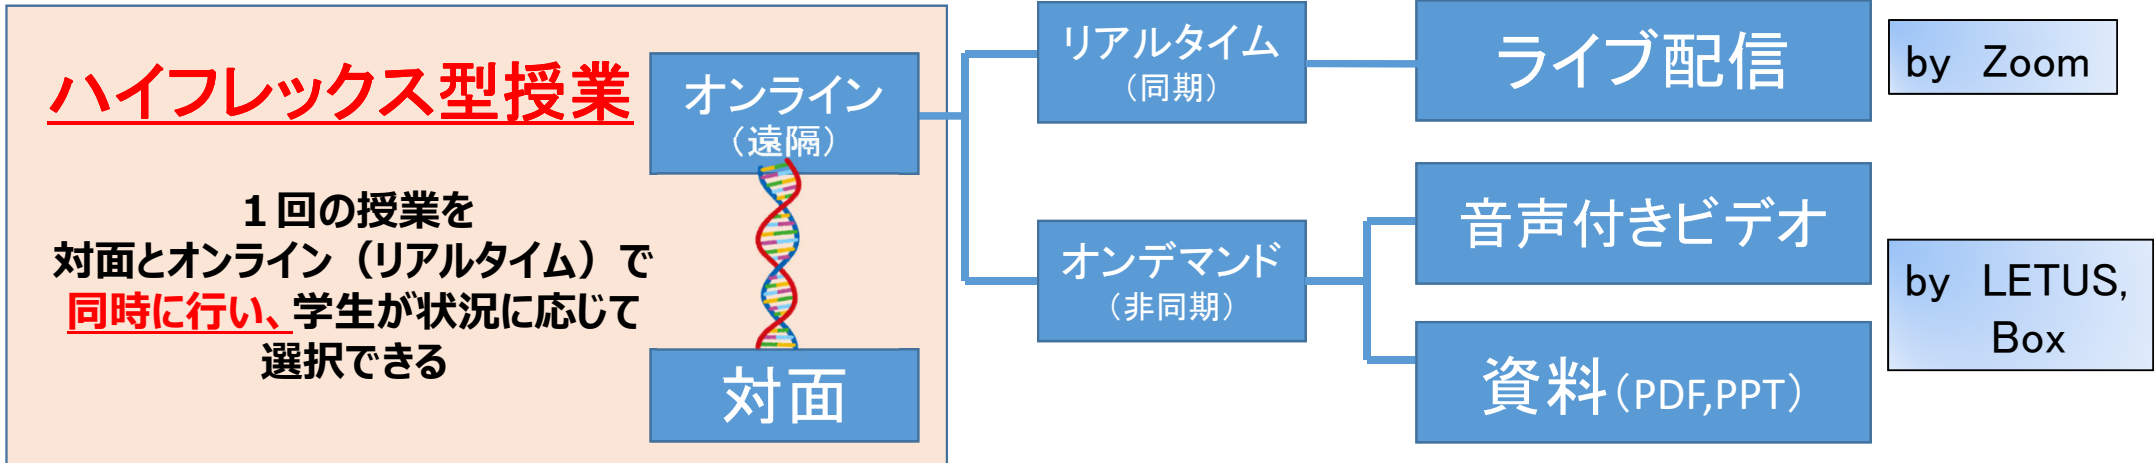 ハイフレックス型授業
１回の授業を
対面とオンライン（リアルタイム）で
同時に行い、学生が状況に応じて
選択できる
オンライン
（遠隔）
対面
リアルタイム
（同期）
ライブ配信
by Zoom
オンデマンド
（非同期）
音声付きビデオ
資料（PDF,PPT）
by LETUS,
Box